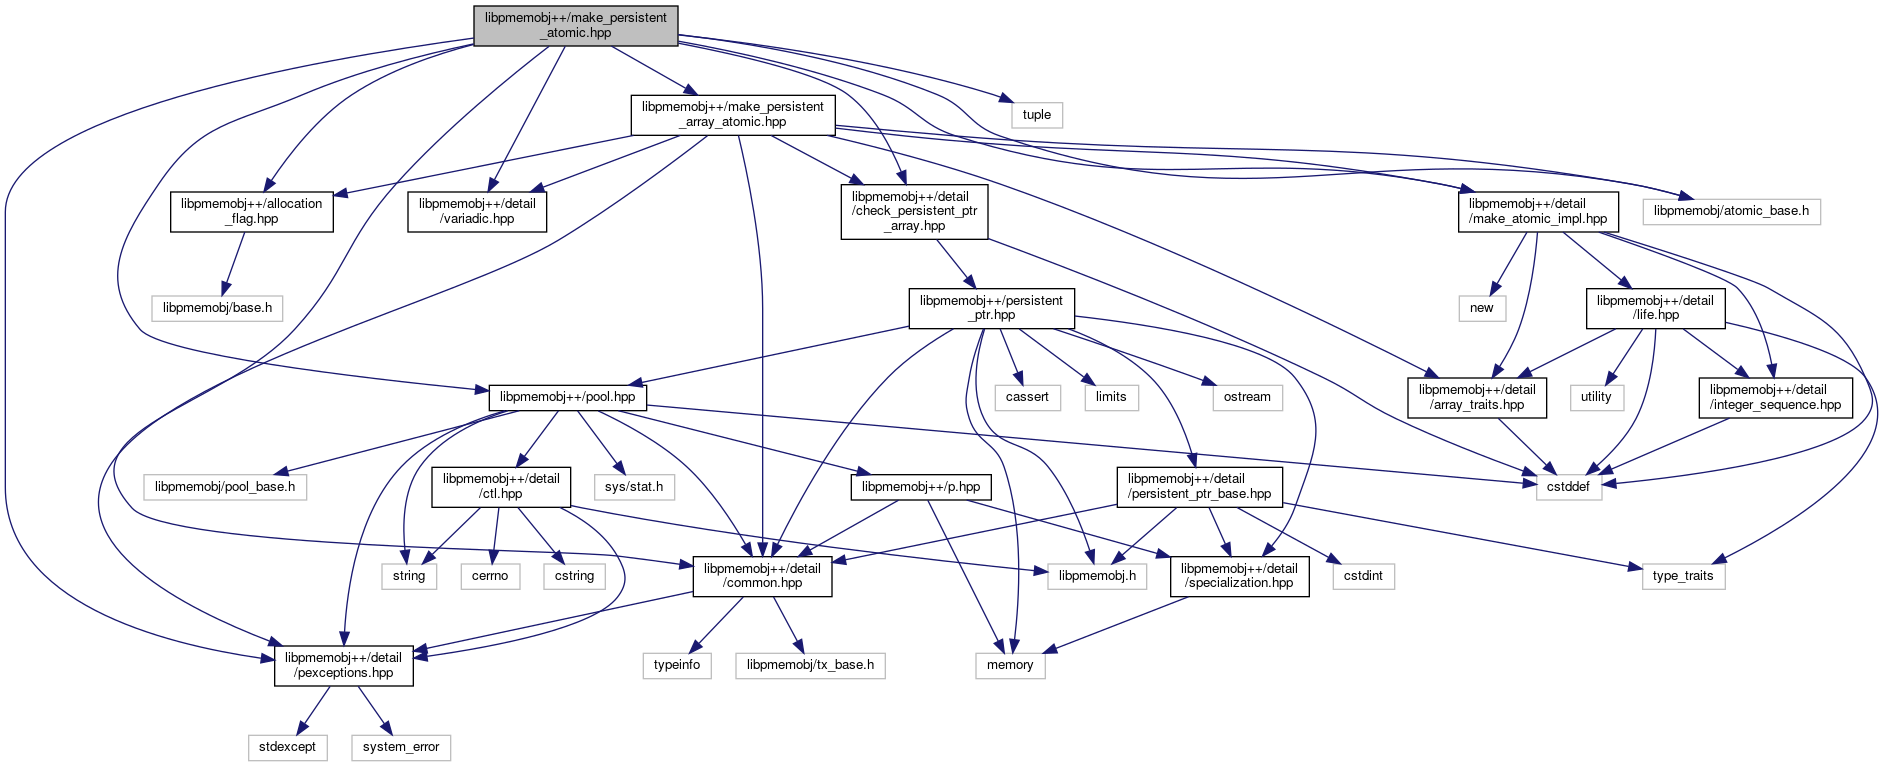 libpmemobj++/make_persistent
_atomic.hpp
libpmemobj++/make_persistent
_array_atomic.hpp
tuple
libpmemobj++/allocation
_flag.hpp
libpmemobj++/detail
/variadic.hpp
libpmemobj++/detail
/check_persistent_ptr
_array.hpp
libpmemobj++/detail
/make_atomic_impl.hpp
libpmemobj/atomic_base.h
libpmemobj/base.h
libpmemobj++/persistent
_ptr.hpp
new
libpmemobj++/detail
/life.hpp
libpmemobj++/pool.hpp
cassert
limits
ostream
libpmemobj++/detail
/array_traits.hpp
utility
libpmemobj++/detail
/integer_sequence.hpp
libpmemobj/pool_base.h
libpmemobj++/detail
/ctl.hpp
sys/stat.h
libpmemobj++/p.hpp
libpmemobj++/detail
/persistent_ptr_base.hpp
cstddef
string
cerrno
cstring
libpmemobj++/detail
/common.hpp
libpmemobj.h
libpmemobj++/detail
/specialization.hpp
cstdint
type_traits
libpmemobj++/detail
/pexceptions.hpp
typeinfo
libpmemobj/tx_base.h
memory
stdexcept
system_error